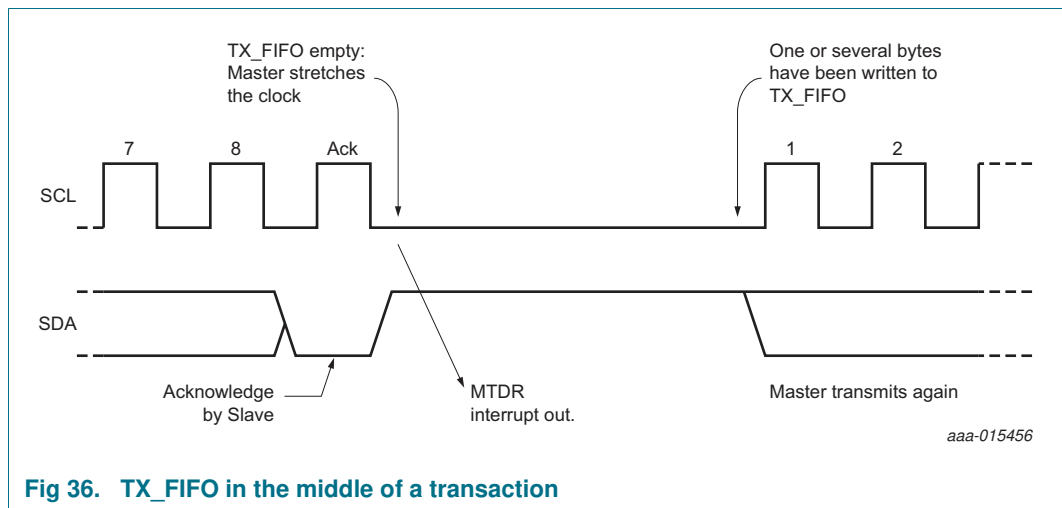 TX_FIFO empty:
Master stretches
the clock
One or several bytes
have been written to
TX_FIFO
7
8
Ack
1
2
SCL
SDA
Acknowledge
by Slave
MTDR
interrupt out.
Master transmits again
aaa-015456
Fig 36. TX_FIFO in the middle of a transaction